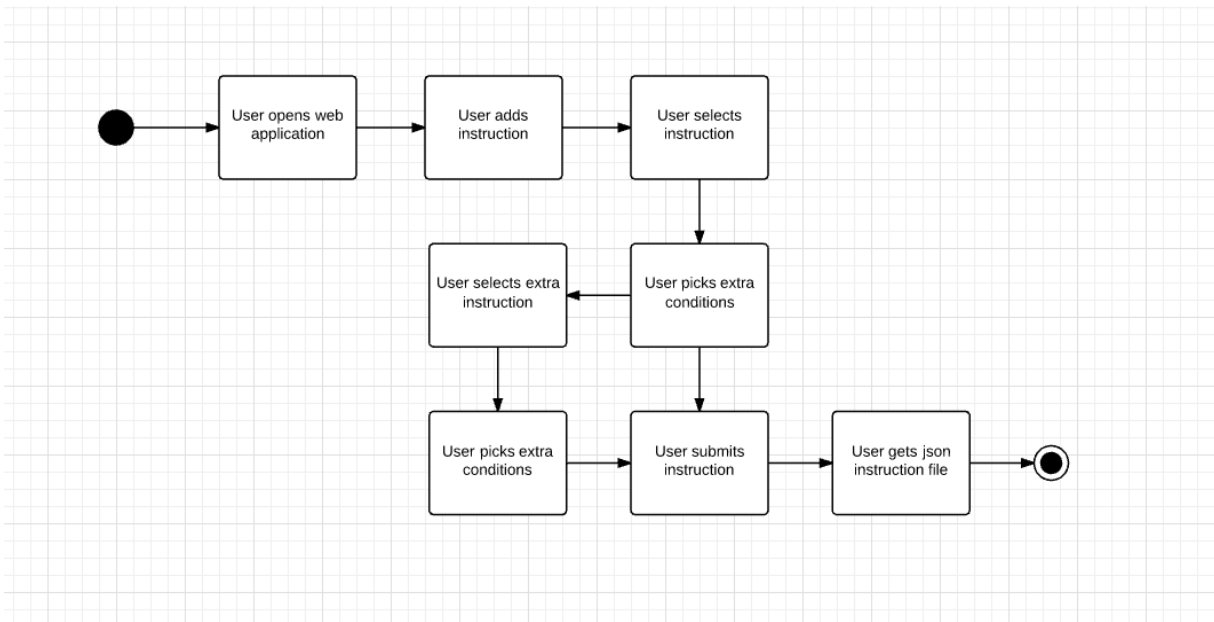 User opens web
application
User adds
instruction
User selects
instruction
User selects extra
instruction
User picks extra
conditions
User picks extra
conditions
User submits
instruction
User gets json
instruction file